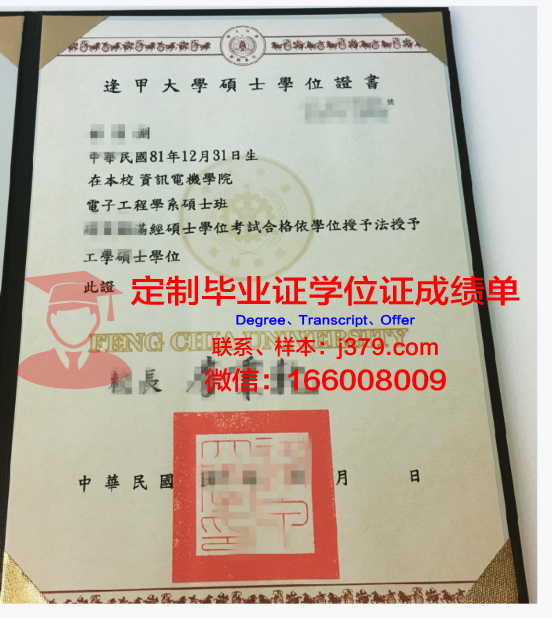 逢甲大學碩士學位證書
號
中華民國81年12月31日生
在本校 資訊電機學院
電子工程學系碩士班
經碩士學位考試合格依學位授予法授予
工學碩士學位
此證
定制毕业证学位证成绩单
Degree、Transcript、Offer
FENG CHIA UNIVERSITY
联系、样本：j379.com
微信：166008009
校長
中華民國 月 日